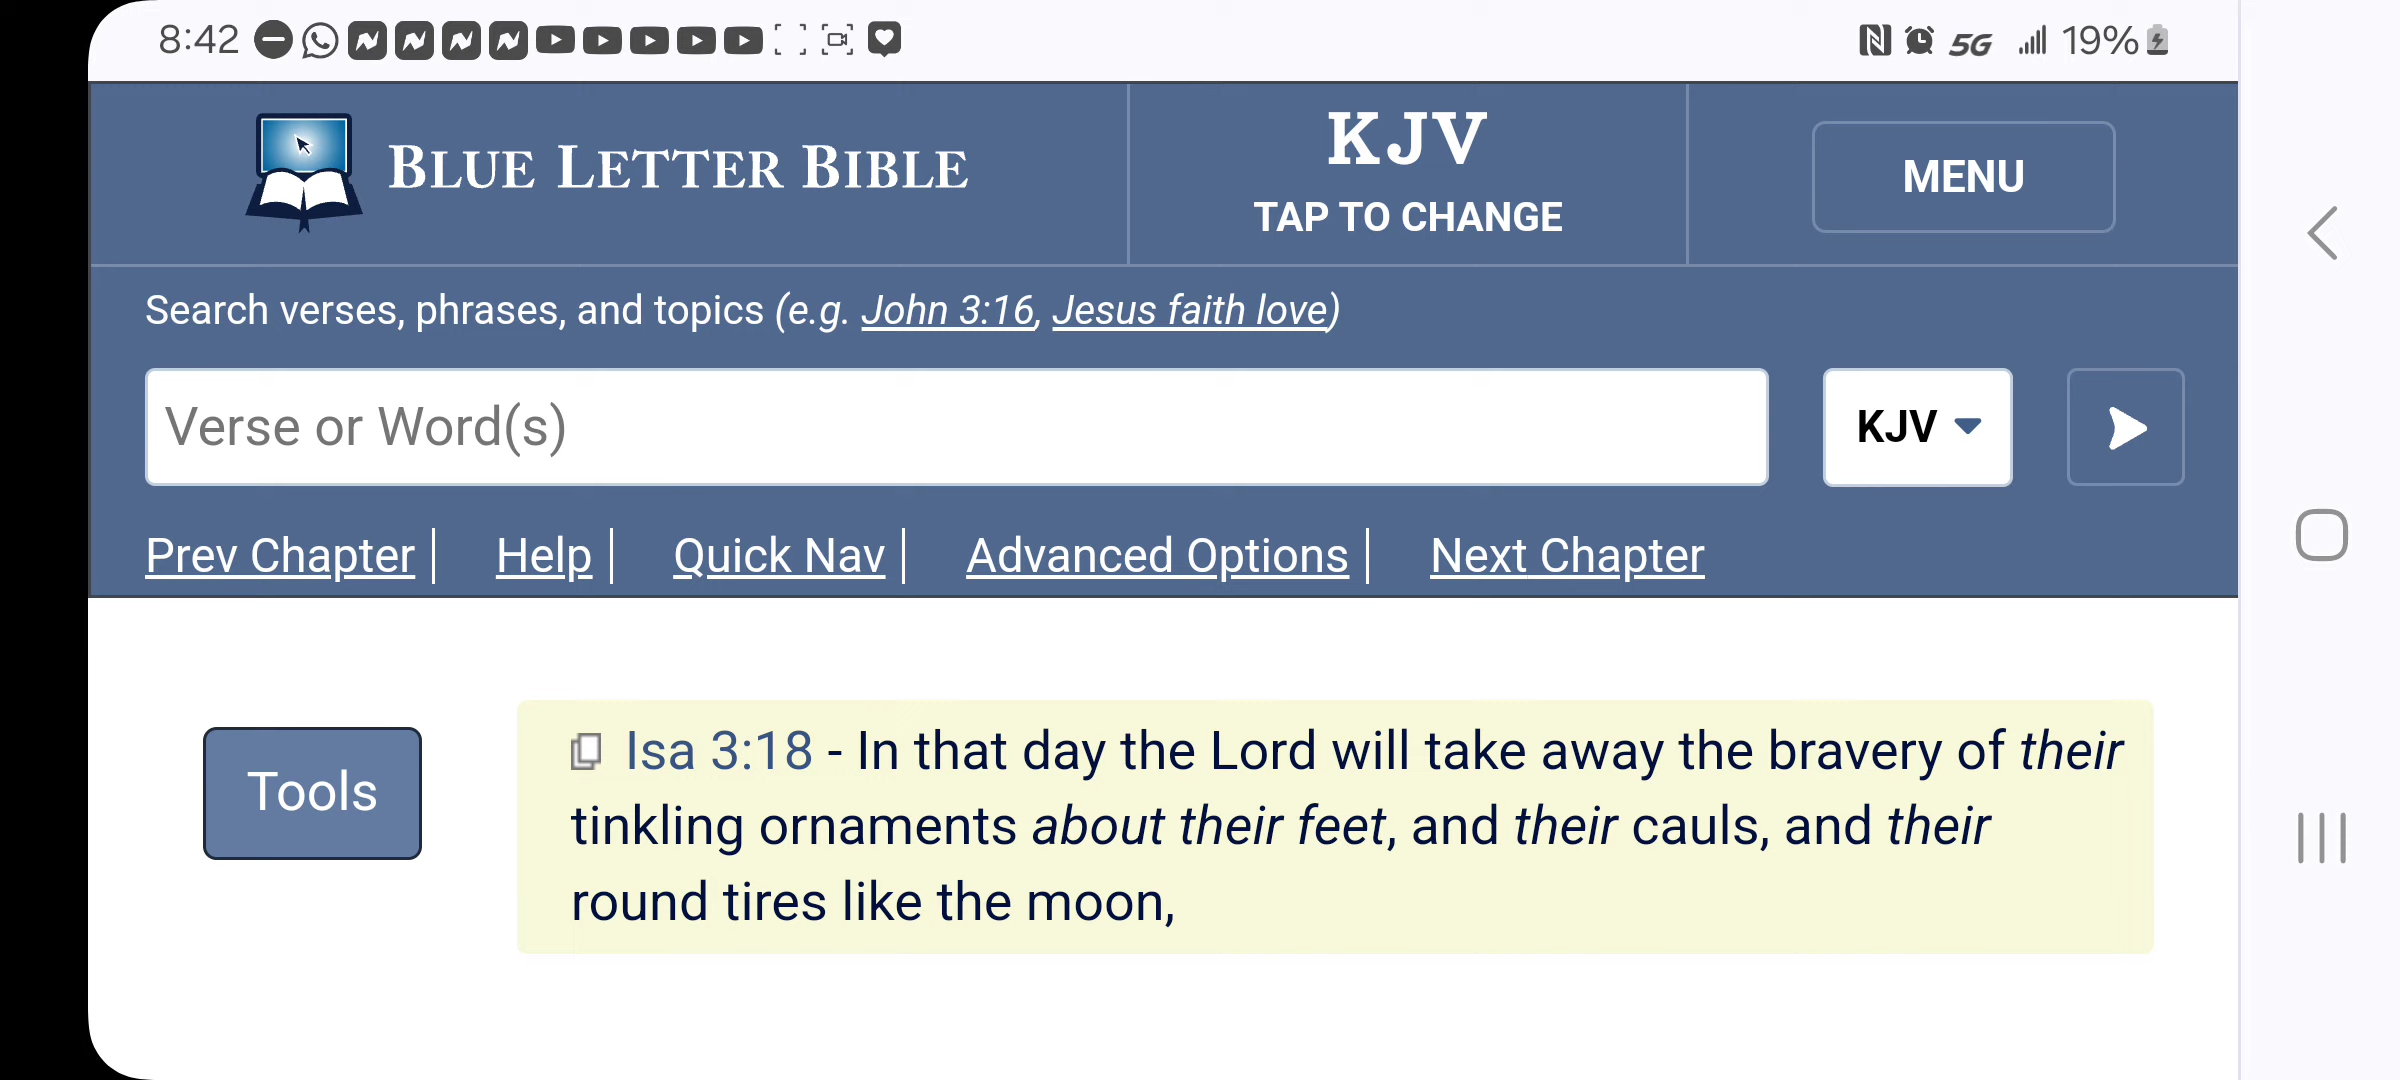 8:42 5G 19%
BLUE LETTER BIBLE
KJV
TAP TO CHANGE
MENU
Search verses, phrases, and topics (e.g. John 3:16, Jesus faith love)
Verse or Word(s)
KJV
Prev Chapter | Help | Quick Nav | Advanced Options | Next Chapter
Tools
Isa 3:18 - In that day the Lord will take away the bravery of their
tinkling ornaments about their feet, and their cauls, and their
round tires like the moon,